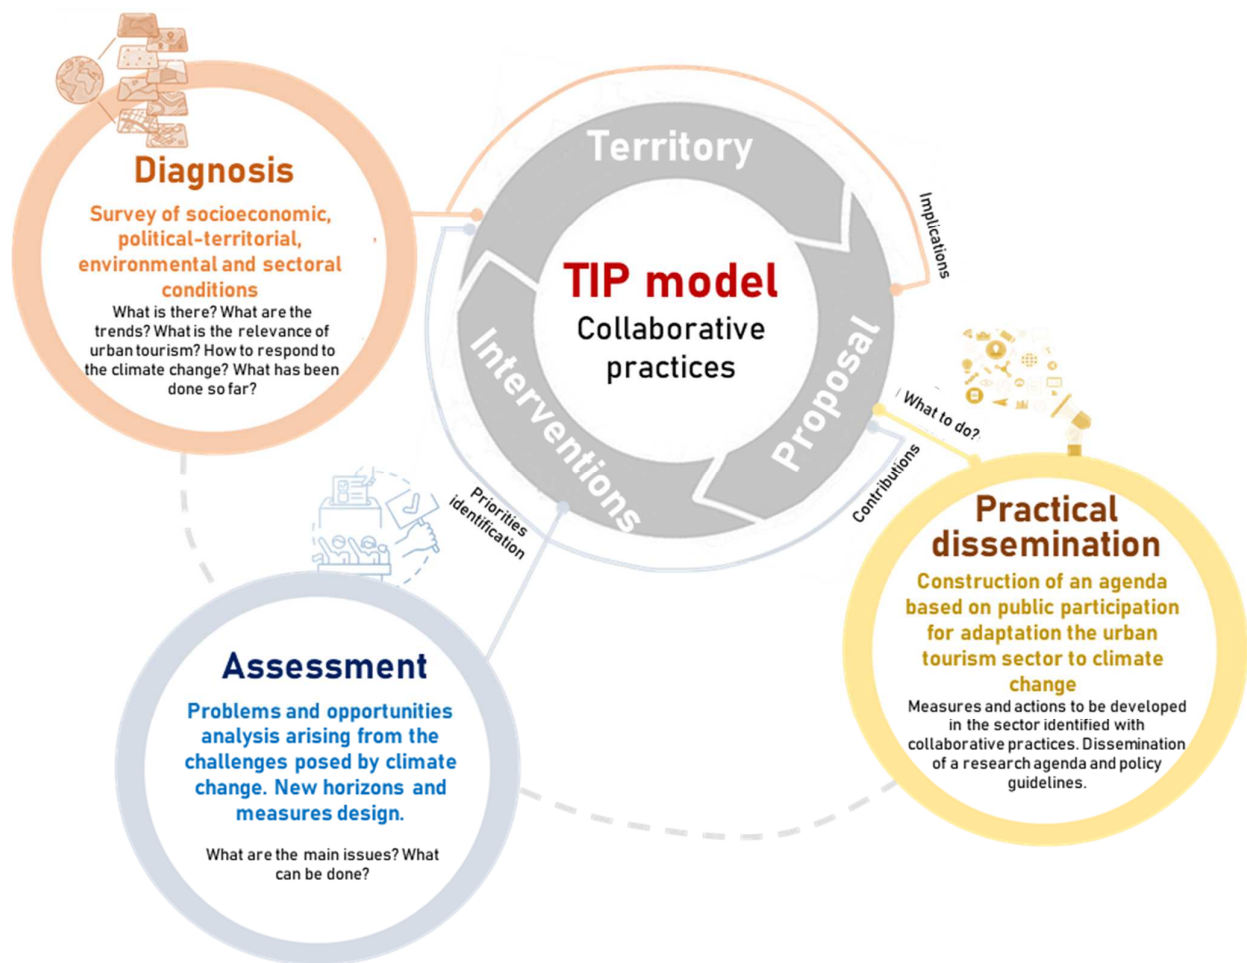 Diagnosis
Survey of socioeconomic,
political-territorial,
environmental and sectoral
conditions
What is there? What are the
trends? What is the relevance of
urban tourism? How to respond to
the climate change? What has been
done so far?
Territory
Proposal
Interventions
TIP model
Collaborative
practices
Implications
What to do?
Contributions
Priorities
identification
Assessment
Problems and opportunities
analysis arising from the
challenges posed by climate
change. New horizons and
measures design.
What are the main issues? What
can be done?
Practical
dissemination
Construction of an agenda
based on public participation
for adaptation the urban
tourism sector to climate
change
Measures and actions to be developed
in the sector identified with
collaborative practices. Dissemination
of a research agenda and policy
guidelines.